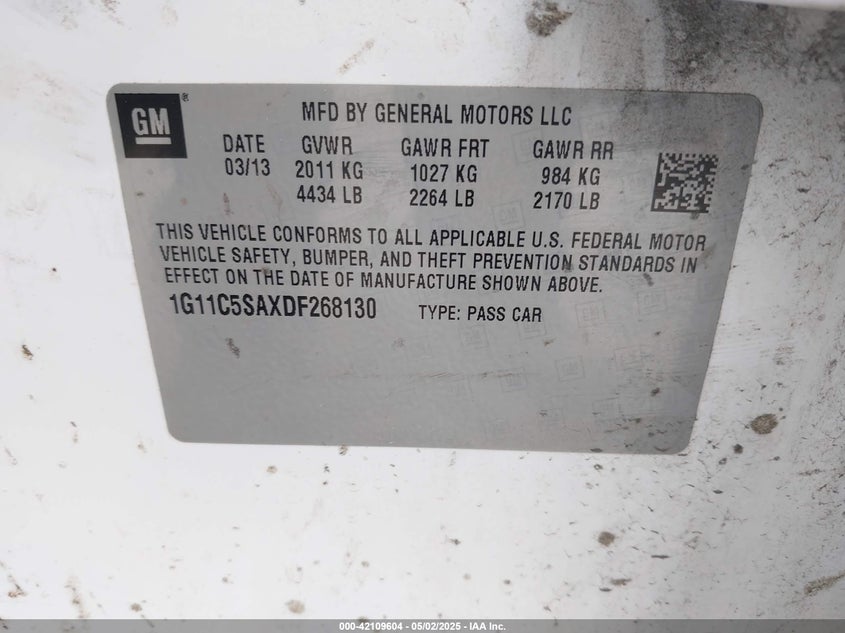 GM
MFD BY GENERAL MOTORS LLC
DATE GVWR GAWR FRT GAWR RR
03/13 2011 KG 1027 KG 984 KG
4434 LB 2264 LB 2170 LB
THIS VEHICLE CONFORMS TO ALL APPLICABLE U.S. FEDERAL MOTOR
VEHICLE SAFETY, BUMPER, AND THEFT PREVENTION STANDARDS IN
EFFECT ON THE DATE OF MANUFACTURE SHOWN ABOVE.
1G11C5SAXDF268130 TYPE: PASS CAR
000-42109604 - 05/02/2025 - IAA Inc.